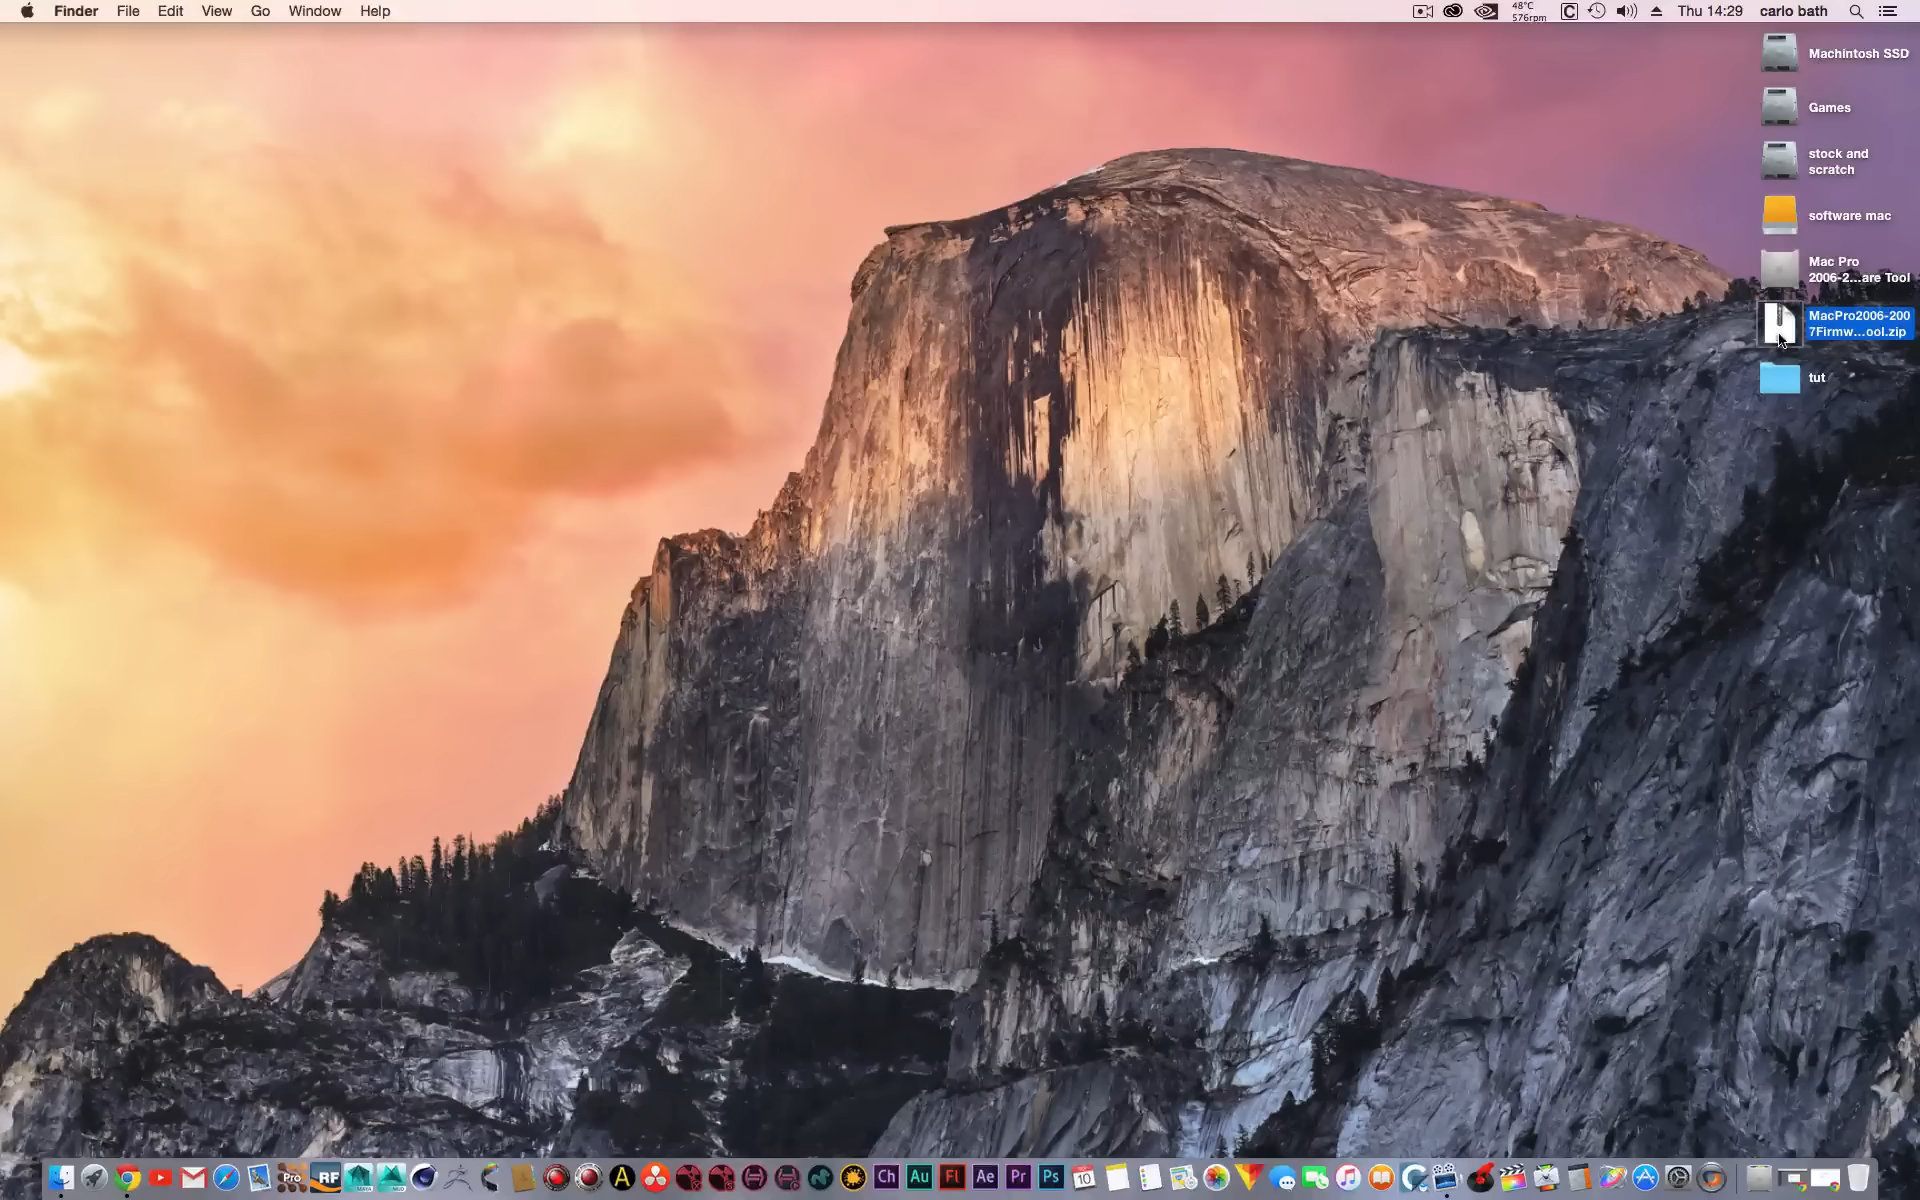 Finder File Edit View Go Window Help 48°C 576rpm Thu 14:29 carlo bath
Machintosh SSD
Games
stock and
scratch
software mac
Mac Pro
2006-2...are Tool
MacPro2006-200
7Firmw...ool.zip
tut
Pro RF MAYA MUD A Ch Au Fl Ae Pr Ps 10